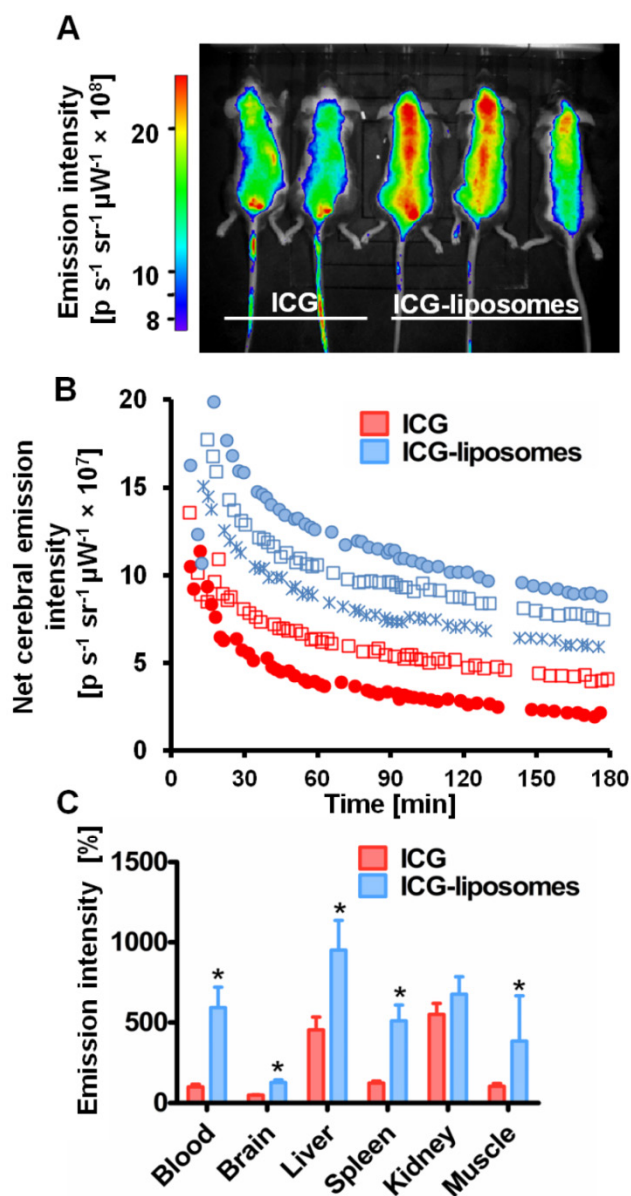 A
Emission intensity
[p s⁻¹ sr⁻¹ µW⁻¹ × 10⁸]
20
10
8
ICG
ICG-liposomes
B
Net cerebral emission
intensity
[p s⁻¹ sr⁻¹ µW⁻¹ × 10⁷]
20
15
10
5
0
ICG
ICG-liposomes
0 30 60 90 120 150 180
Time [min]
C
Emission intensity [%]
1500
1000
500
0
ICG
ICG-liposomes
* * * * *
Blood Brain Liver Spleen Kidney Muscle